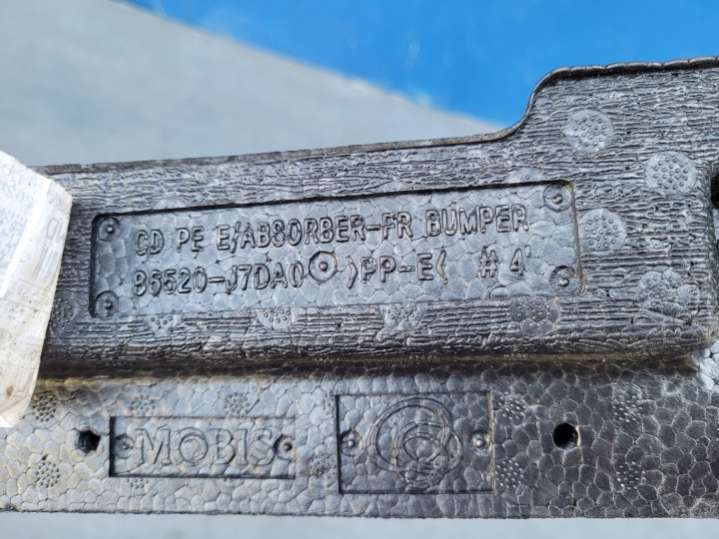 CD PE E/ABSORBER-FR BUMPER
86520-J7DA0 >PP-E< #4
MOBIS